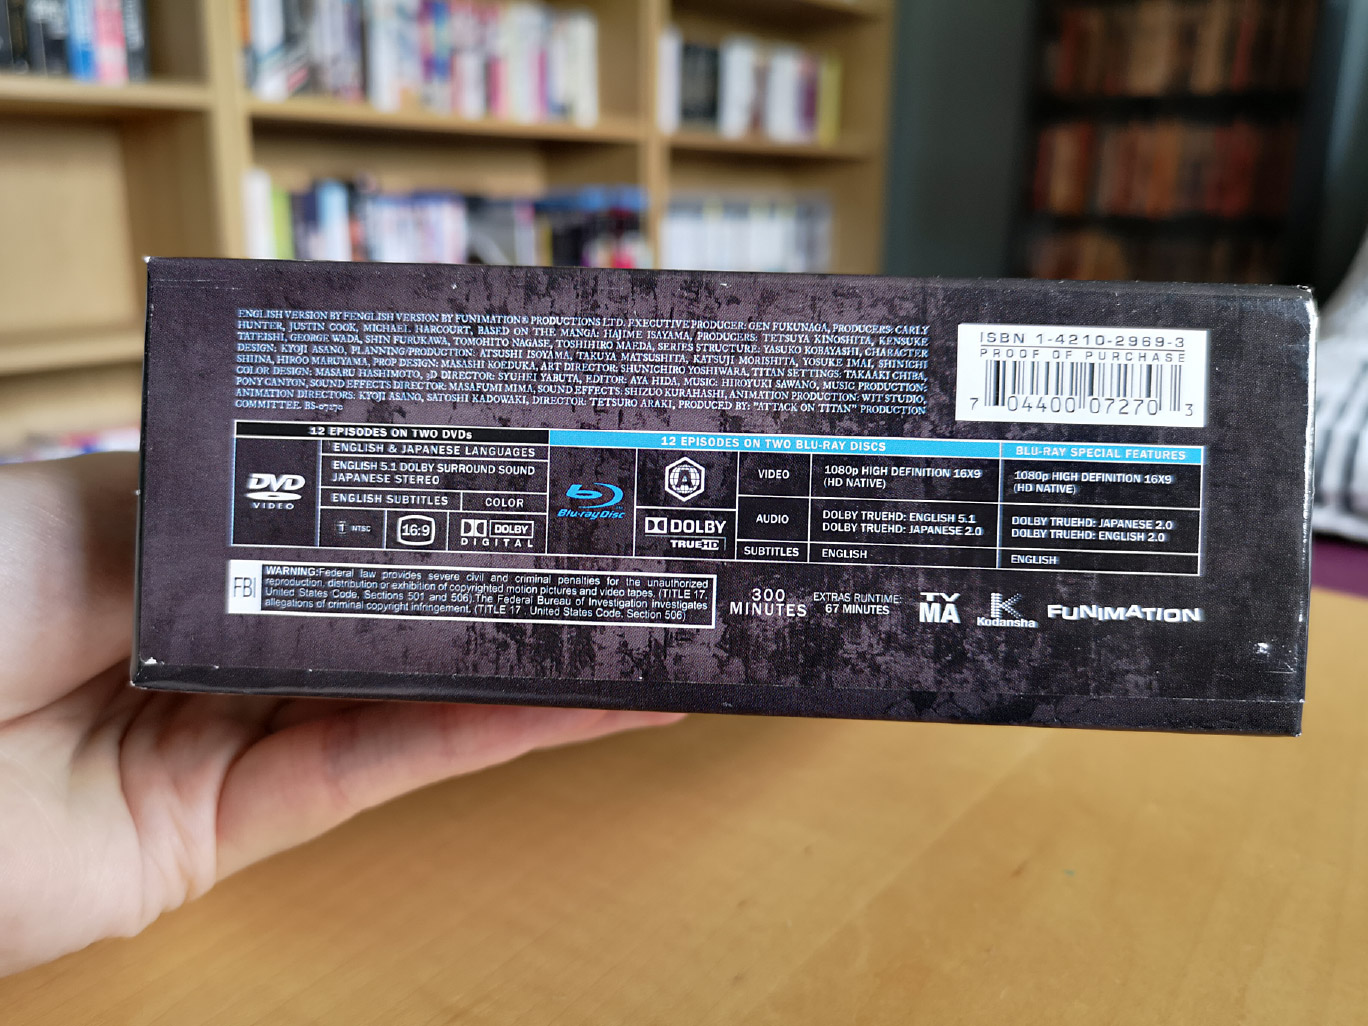 ENGLISH VERSION BY FENGLISH VERSION BY FUNIMATION® PRODUCTIONS LTD. EXECUTIVE PRODUCER: GEN FUKUNAGA, PRODUCERS: CARLY
HUNTER, JUSTIN COOK, MICHAEL HARCOURT, BASED ON THE MANGA: HAJIME ISAYAMA, PRODUCERS: TETSUYA KINOSHITA, KENSUKE
TATEISHI, GEORGE WADA, SHIN FURUKAWA, TOMOHITO NAGASE, TOSHIHIRO MAEDA, SERIES STRUCTURE: YASUKO KOBAYASHI, CHARACTER
DESIGN: KYOJI ASANO, PLANNING/PRODUCTION: ATSUSHI ISOYAMA, TAKUYA MATSUSHITA, KATSUJI MORISHITA, YOSUKE IMAI, SHINICHI
SHIINA, HIROO MARUYAMA, PROP DESIGN: MASASHI KOEDUKA, ART DIRECTOR: SHUNICHIRO YOSHIWARA, TITAN SETTINGS: TAKAAKI CHIBA,
COLOR DESIGN: MASARU HASHIMOTO, 3D DIRECTOR: SYUHEI YABUTA, EDITOR: AYA HIDA, MUSIC: HIROYUKI SAWANO, MUSIC PRODUCTION:
PONY CANYON, SOUND EFFECTS DIRECTOR: MASAFUMI MIMA, SOUND EFFECTS: SHIZUO KURAHASHI, ANIMATION PRODUCTION: WIT STUDIO,
ANIMATION DIRECTORS: KYOJI ASANO, SATOSHI KADOWAKI, DIRECTOR: TETSURO ARAKI, PRODUCED BY: "ATTACK ON TITAN" PRODUCTION
COMMITTEE. BS-07270
ISBN 1-4210-2969-3
PROOF OF PURCHASE
7 04400 07270 3
12 EPISODES ON TWO DVDs
DVD
VIDEO
ENGLISH & JAPANESE LANGUAGES
ENGLISH 5.1 DOLBY SURROUND SOUND
JAPANESE STEREO
ENGLISH SUBTITLES
COLOR
1 NTSC
16:9
DOLBY
DIGITAL
12 EPISODES ON TWO BLU-RAY DISCS
Blu-ray Disc
A
DOLBY
TRUEHD
VIDEO
1080p HIGH DEFINITION 16X9
(HD NATIVE)
AUDIO
DOLBY TRUEHD: ENGLISH 5.1
DOLBY TRUEHD: JAPANESE 2.0
SUBTITLES
ENGLISH
BLU-RAY SPECIAL FEATURES
1080p HIGH DEFINITION 16X9
(HD NATIVE)
DOLBY TRUEHD: JAPANESE 2.0
DOLBY TRUEHD: ENGLISH 2.0
ENGLISH
FBI
WARNING:Federal law provides severe civil and criminal penalties for the unauthorized
reproduction, distribution or exhibition of copyrighted motion pictures and video tapes. (TITLE 17.
United States Code, Sections 501 and 506).The Federal Bureau of Investigation investigates
allegations of criminal copyright infringement. (TITLE 17. United States Code, Section 506)
300
MINUTES
EXTRAS RUNTIME:
67 MINUTES
TV
MA
K
Kodansha
FUNIMATION